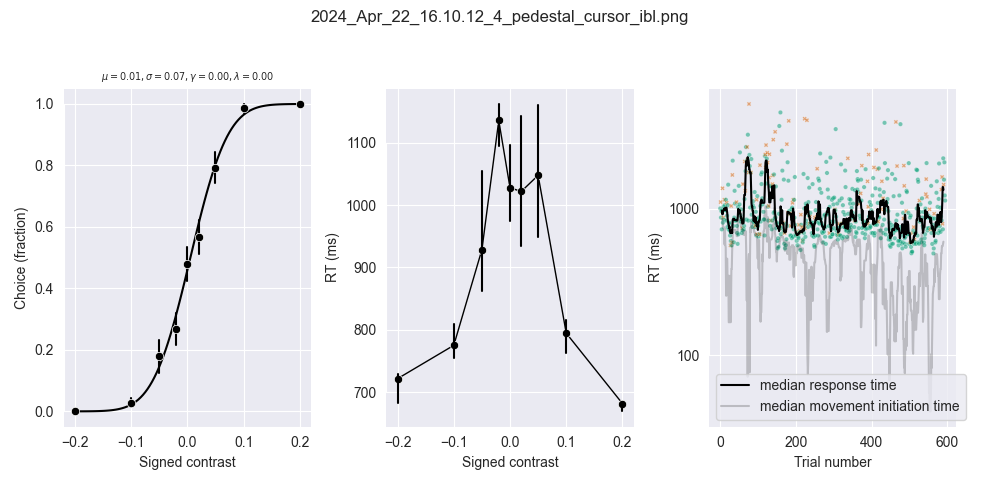 2024_Apr_22_16.10.12_4_pedestal_cursor_ibl.png
μ = 0.01, σ = 0.07, γ = 0.00, λ = 0.00
Choice (fraction)
1.0
0.8
0.6
0.4
0.2
0.0
−0.2 −0.1 0.0 0.1 0.2
Signed contrast
RT (ms)
1100
1000
900
800
700
−0.2 −0.1 0.0 0.1 0.2
Signed contrast
RT (ms)
1000
100
median response time
median movement initiation time
0 200 400 600
Trial number